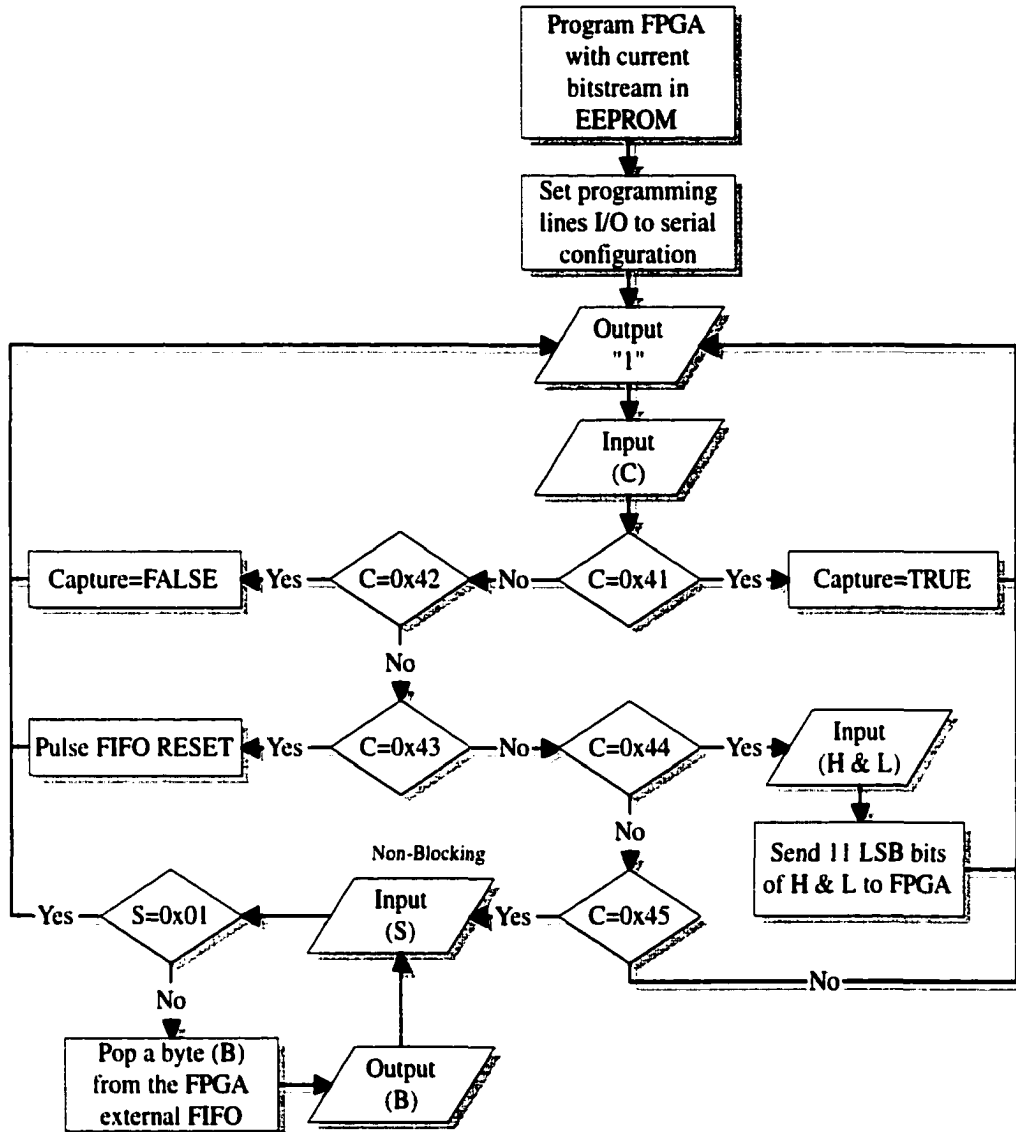 Program FPGA
with current
bitstream in
EEPROM
Set programming
lines I/O to serial
configuration
Output
"1"
Input
(C)
Capture=FALSE
Yes
C=0x42
No
C=0x41
Yes
Capture=TRUE
No
Pulse FIFO RESET
Yes
C=0x43
No
C=0x44
Yes
Input
(H & L)
No
Send 11 LSB bits
of H & L to FPGA
Non-Blocking
Yes
S=0x01
Input
(S)
Yes
C=0x45
No
No
Pop a byte (B)
from the FPGA
external FIFO
Output
(B)